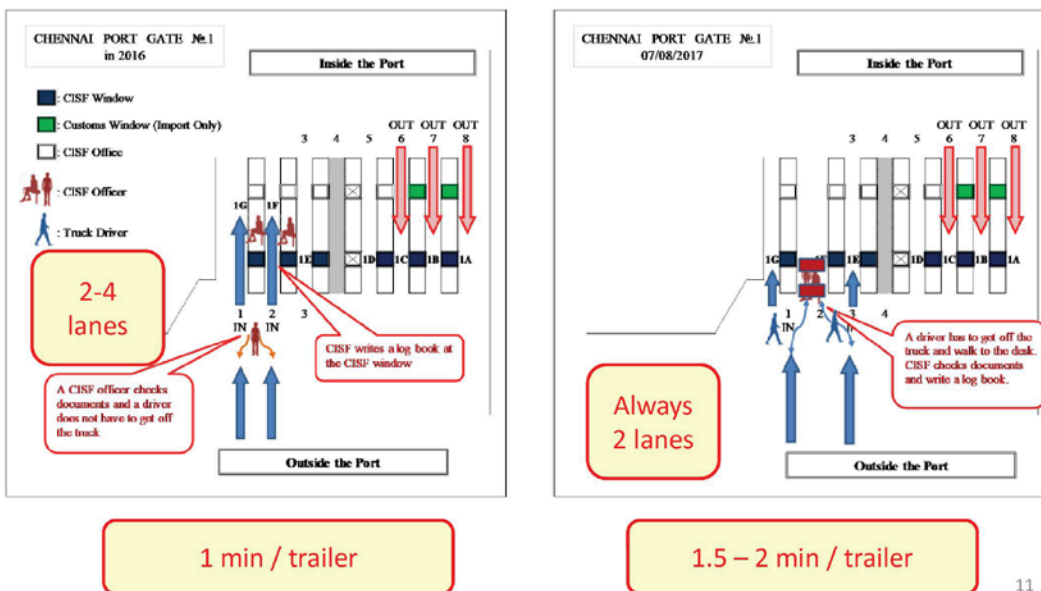 CHENNAI PORT GATE №.1
in 2016
Inside the Port
: CISF Window
: Customs Window (Import Only)
: CISF Office
: CISF Officer
: Truck Driver
OUT OUT OUT
3 4 5 6 7 8
1G 1F
1E 1D 1C 1B 1A
2-4
lanes
1 2 3
IN IN
CISF writes a log book at
the CISF window
A CISF officer checks
documents and a driver
does not have to get off
the truck
Outside the Port
1 min / trailer
CHENNAI PORT GATE №.1
07/08/2017
Inside the Port
OUT OUT OUT
3 4 5 6 7 8
1G 1E 1D 1C 1B 1A
1 2 3 4
IN
A driver has to get off the
truck and walk to the desk.
CISF checks documents
and write a log book.
Always
2 lanes
Outside the Port
1.5 – 2 min / trailer
11